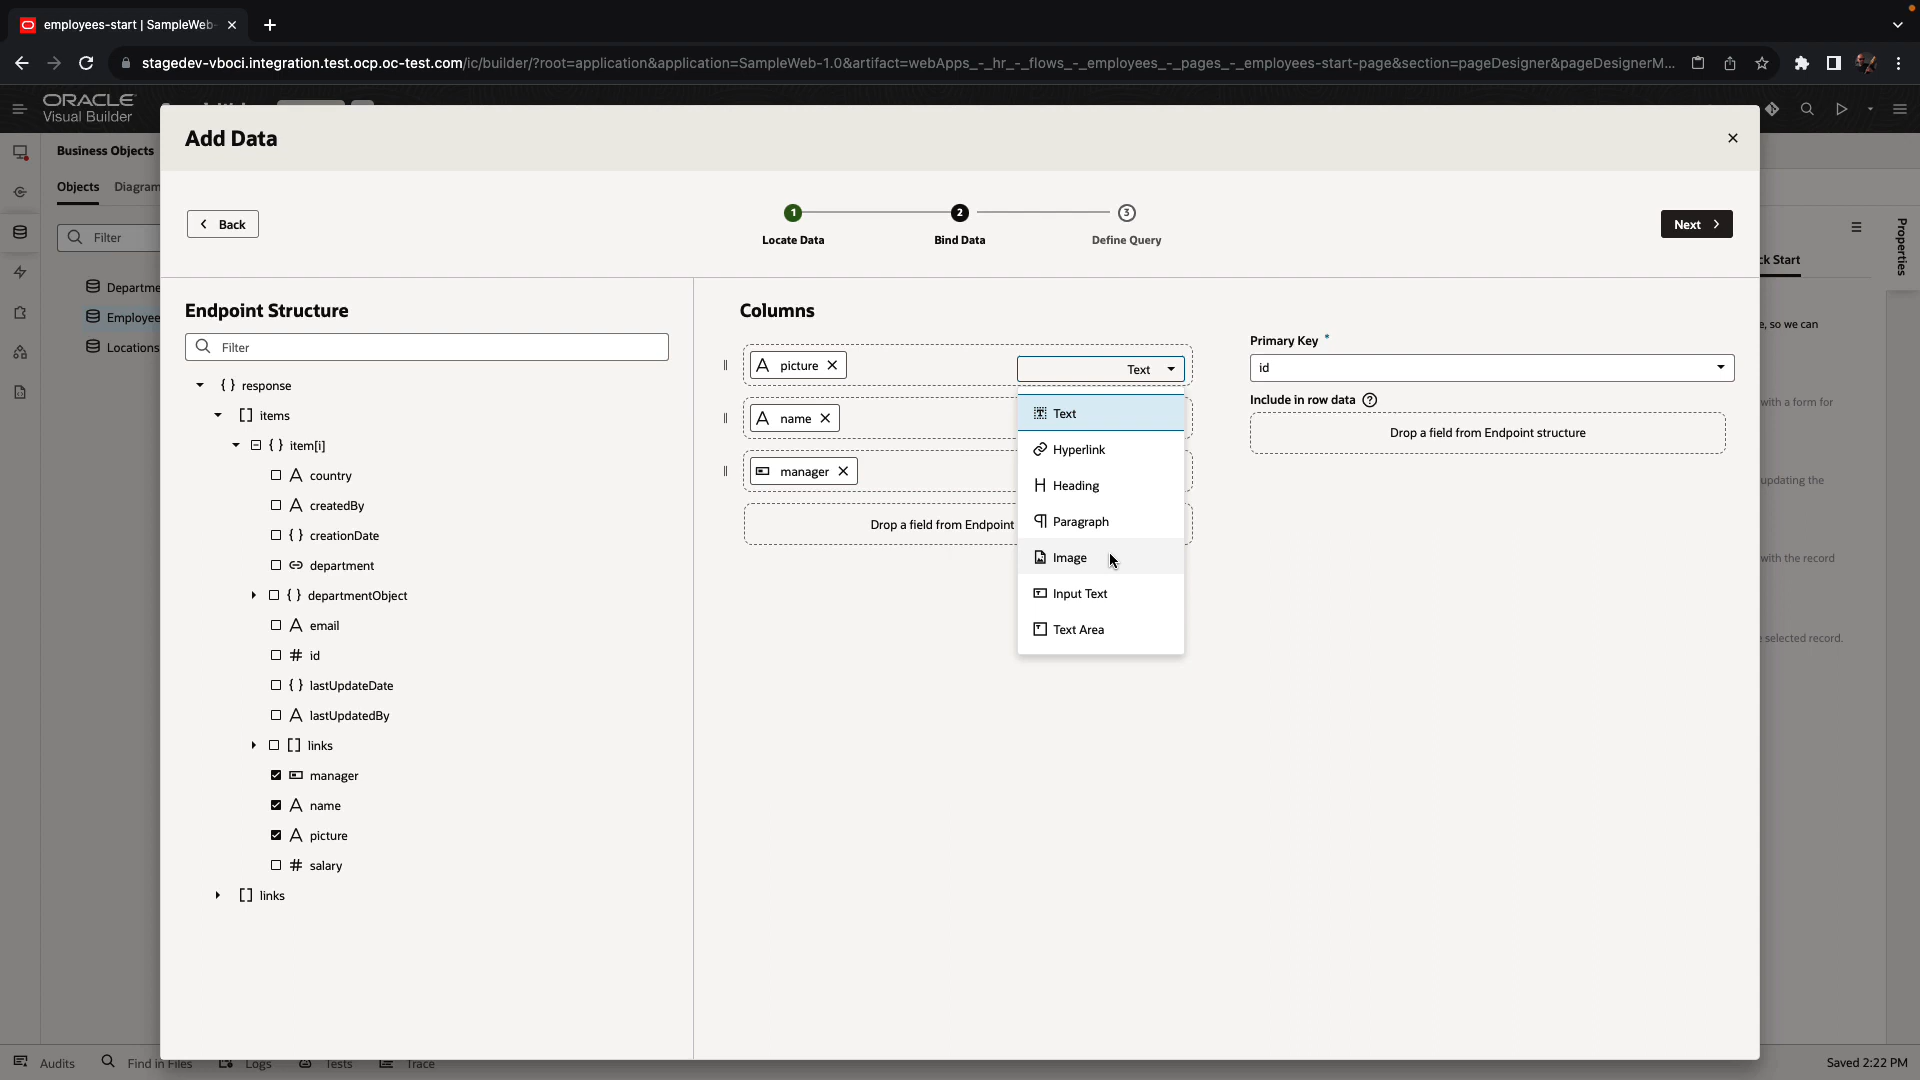 employees-start | SampleWeb-
stagedev-vboci.integration.test.ocp.oc-test.com/ic/builder/?root=application&application=SampleWeb-1.0&artifact=webApps_-_hr_-_flows_-_employees_-_pages_-_employees-start-page&section=pageDesigner&pageDesignerM...
ORACLE
Visual Builder
Business Objects
Objects
Diagram
Filter
Departme
Employee
Locations
Add Data
Back
1
2
3
Locate Data
Bind Data
Define Query
Next
Endpoint Structure
Filter
{ } response
[ ] items
{ } item[i]
A country
A createdBy
{ } creationDate
department
{ } departmentObject
A email
# id
{ } lastUpdateDate
A lastUpdatedBy
[ ] links
manager
A name
A picture
# salary
[ ] links
Columns
A picture
Text
A name
manager
Drop a field from Endpoint
Text
Hyperlink
H Heading
Paragraph
Image
Input Text
Text Area
Primary Key *
id
Include in row data ?
Drop a field from Endpoint structure
Properties
ck Start
e, so we can
with a form for
updating the
with the record
e selected record.
Audits
Find in Files
Logs
Tests
Trace
Saved 2:22 PM